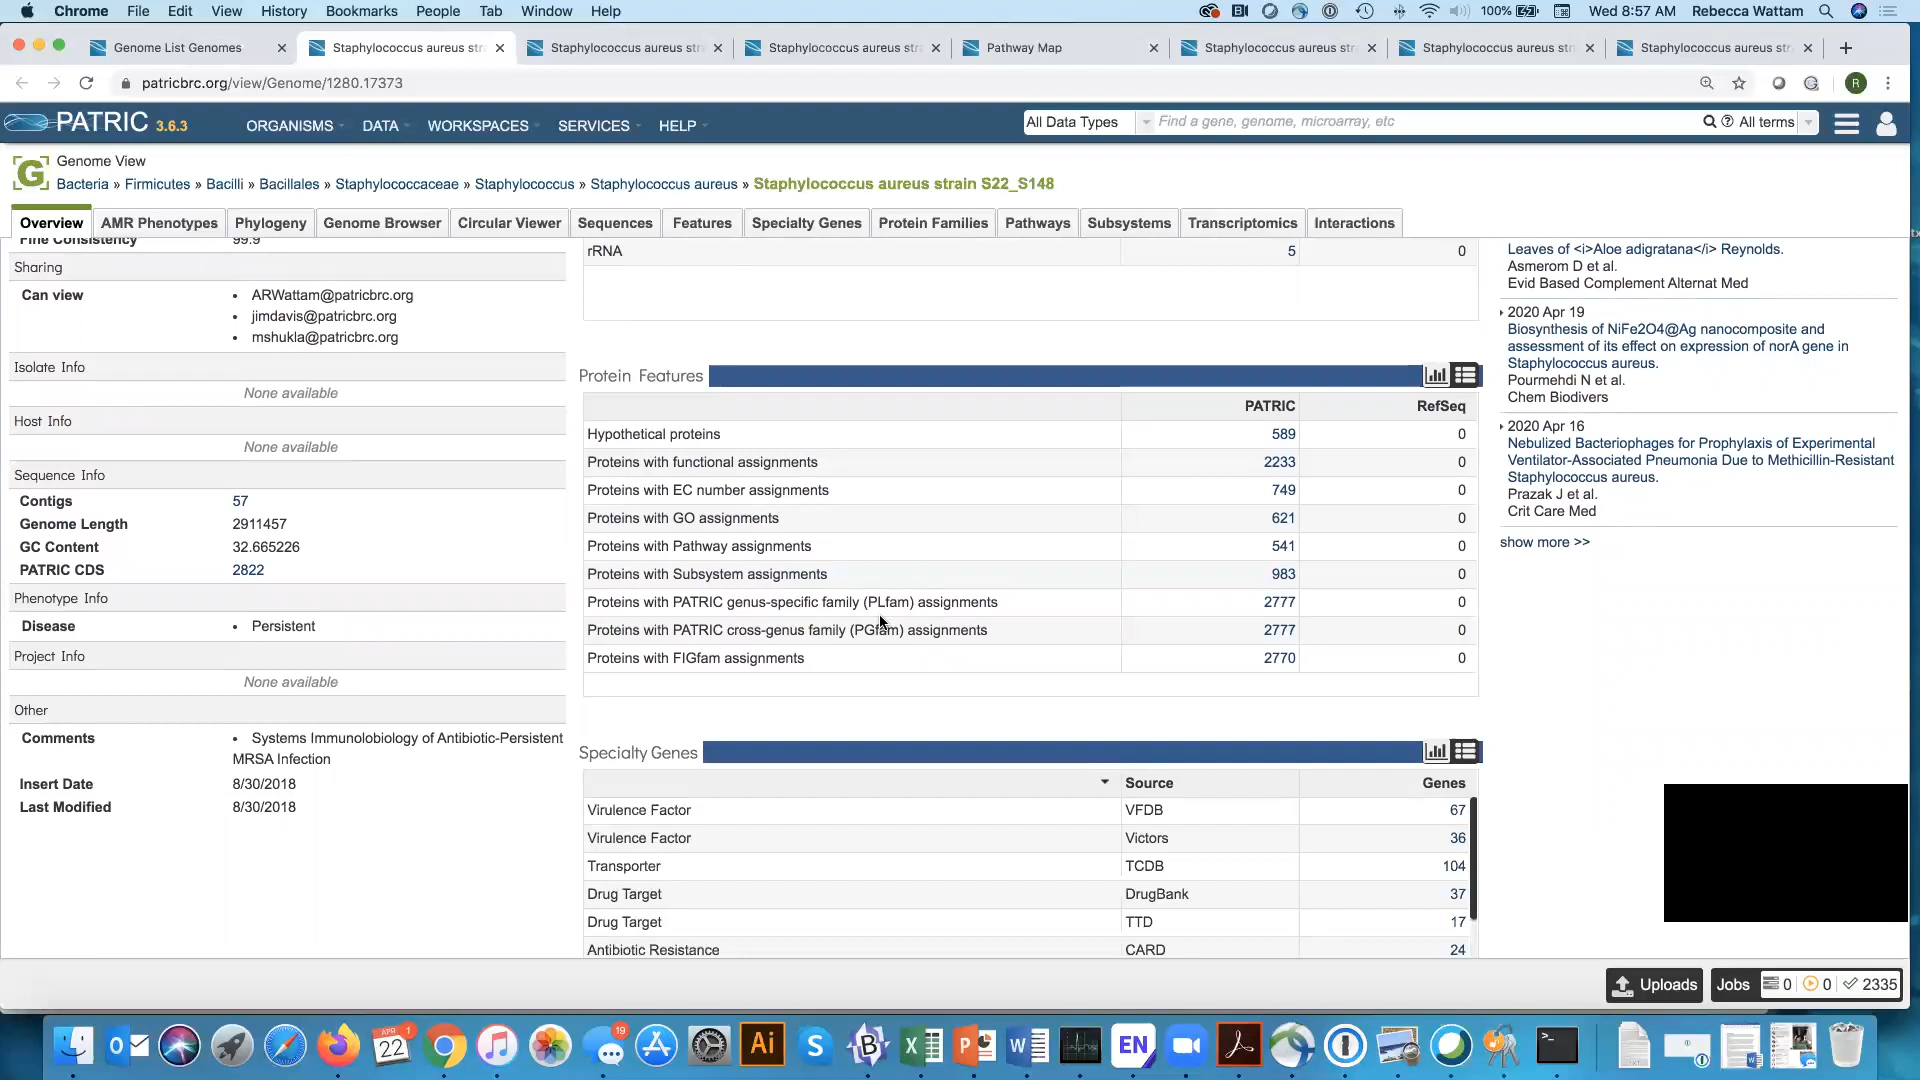 Chrome File Edit View History Bookmarks People Tab Window Help 100% Wed 8:57 AM Rebecca Wattam
Genome List Genomes Staphylococcus aureus str Staphylococcus aureus str Staphylococcus aureus str Pathway Map Staphylococcus aureus str Staphylococcus aureus str Staphylococcus aureus str
patricbrc.org/view/Genome/1280.17373 R
PATRIC 3.6.3 ORGANISMS DATA WORKSPACES SERVICES HELP All Data Types Find a gene, genome, microarray, etc All terms
G Genome View
Bacteria » Firmicutes » Bacilli » Bacillales » Staphylococcaceae » Staphylococcus » Staphylococcus aureus » Staphylococcus aureus strain S22_S148
Overview AMR Phenotypes Phylogeny Genome Browser Circular Viewer Sequences Features Specialty Genes Protein Families Pathways Subsystems Transcriptomics Interactions
Fine Consistency 99.9
Sharing
Can view • ARWattam@patricbrc.org
• jimdavis@patricbrc.org
• mshukla@patricbrc.org
Isolate Info
None available
Host Info
None available
Sequence Info
Contigs 57
Genome Length 2911457
GC Content 32.665226
PATRIC CDS 2822
Phenotype Info
Disease • Persistent
Project Info
None available
Other
Comments • Systems Immunolobiology of Antibiotic-Persistent
MRSA Infection
Insert Date 8/30/2018
Last Modified 8/30/2018
rRNA 5 0
Protein Features
PATRIC RefSeq
Hypothetical proteins 589 0
Proteins with functional assignments 2233 0
Proteins with EC number assignments 749 0
Proteins with GO assignments 621 0
Proteins with Pathway assignments 541 0
Proteins with Subsystem assignments 983 0
Proteins with PATRIC genus-specific family (PLfam) assignments 2777 0
Proteins with PATRIC cross-genus family (PGfam) assignments 2777 0
Proteins with FIGfam assignments 2770 0
Specialty Genes
Source Genes
Virulence Factor VFDB 67
Virulence Factor Victors 36
Transporter TCDB 104
Drug Target DrugBank 37
Drug Target TTD 17
Antibiotic Resistance CARD 24
Leaves of <i>Aloe adigratana</i> Reynolds.
Asmerom D et al.
Evid Based Complement Alternat Med
2020 Apr 19
Biosynthesis of NiFe2O4@Ag nanocomposite and
assessment of its effect on expression of norA gene in
Staphylococcus aureus.
Pourmehdi N et al.
Chem Biodivers
2020 Apr 16
Nebulized Bacteriophages for Prophylaxis of Experimental
Ventilator-Associated Pneumonia Due to Methicillin-Resistant
Staphylococcus aureus.
Prazak J et al.
Crit Care Med
show more >>
Uploads Jobs 0 0 2335
APR 22 1 19 Ai S B X P W EN